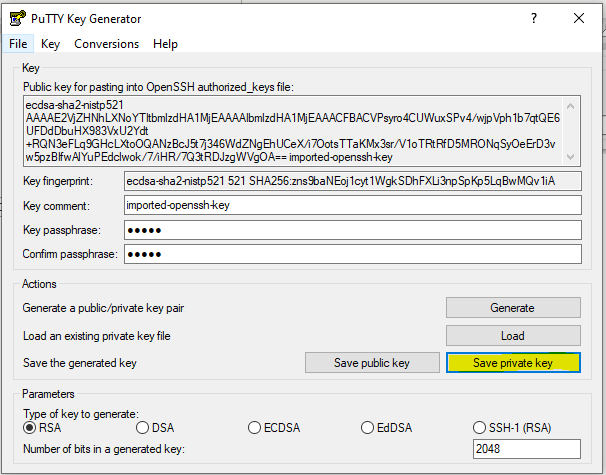 PuTTY Key Generator
File Key Conversions Help
Key
Public key for pasting into OpenSSH authorized_keys file:
ecdsa-sha2-nistp521
AAAAE2VjZHNhLXNoYTItbmlzdHA1MjEAAAAIbmlzdHA1MjEAAACFBACVPsyro4CUWuxSPv4/wjpVph1b7qtQE6
UFDdDbuHX983VxU2Ydt
+RQN3eFLq9GHcLXtoOQANzBcJ5t7j346WdZNgEhUCeX/i7OotsTTaKMx3sr/V1oTRtRfD5MRONqSyOeErD3v
w5pzBlfwAlYuPEdclwok/7/iHR/7Q3tRDJzgWVgOA== imported-openssh-key
Key fingerprint: ecdsa-sha2-nistp521 521 SHA256:zns9baNEoj1cyt1WgkSDhFXLi3npSpKp5LqBwMQv1iA
Key comment: imported-openssh-key
Key passphrase: •••••
Confirm passphrase: •••••
Actions
Generate a public/private key pair Generate
Load an existing private key file Load
Save the generated key Save public key Save private key
Parameters
Type of key to generate:
RSA DSA ECDSA EdDSA SSH-1 (RSA)
Number of bits in a generated key: 2048